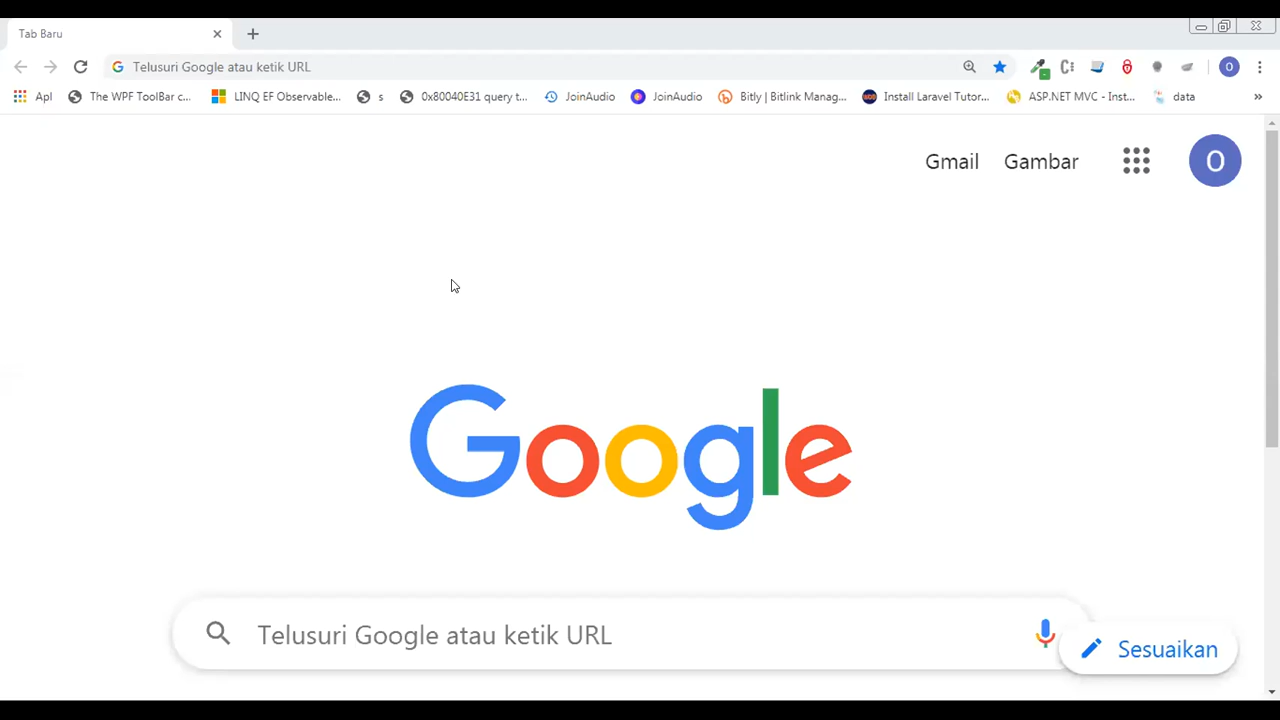 Tab Baru
Telusuri Google atau ketik URL
O
Apl
The WPF ToolBar c...
LINQ EF Observable...
s
0x80040E31 query t...
JoinAudio
JoinAudio
Bitly | Bitlink Manag...
Install Laravel Tutor...
ASP.NET MVC - Inst...
data
»
Gmail
Gambar
O
Google
Telusuri Google atau ketik URL
Sesuaikan